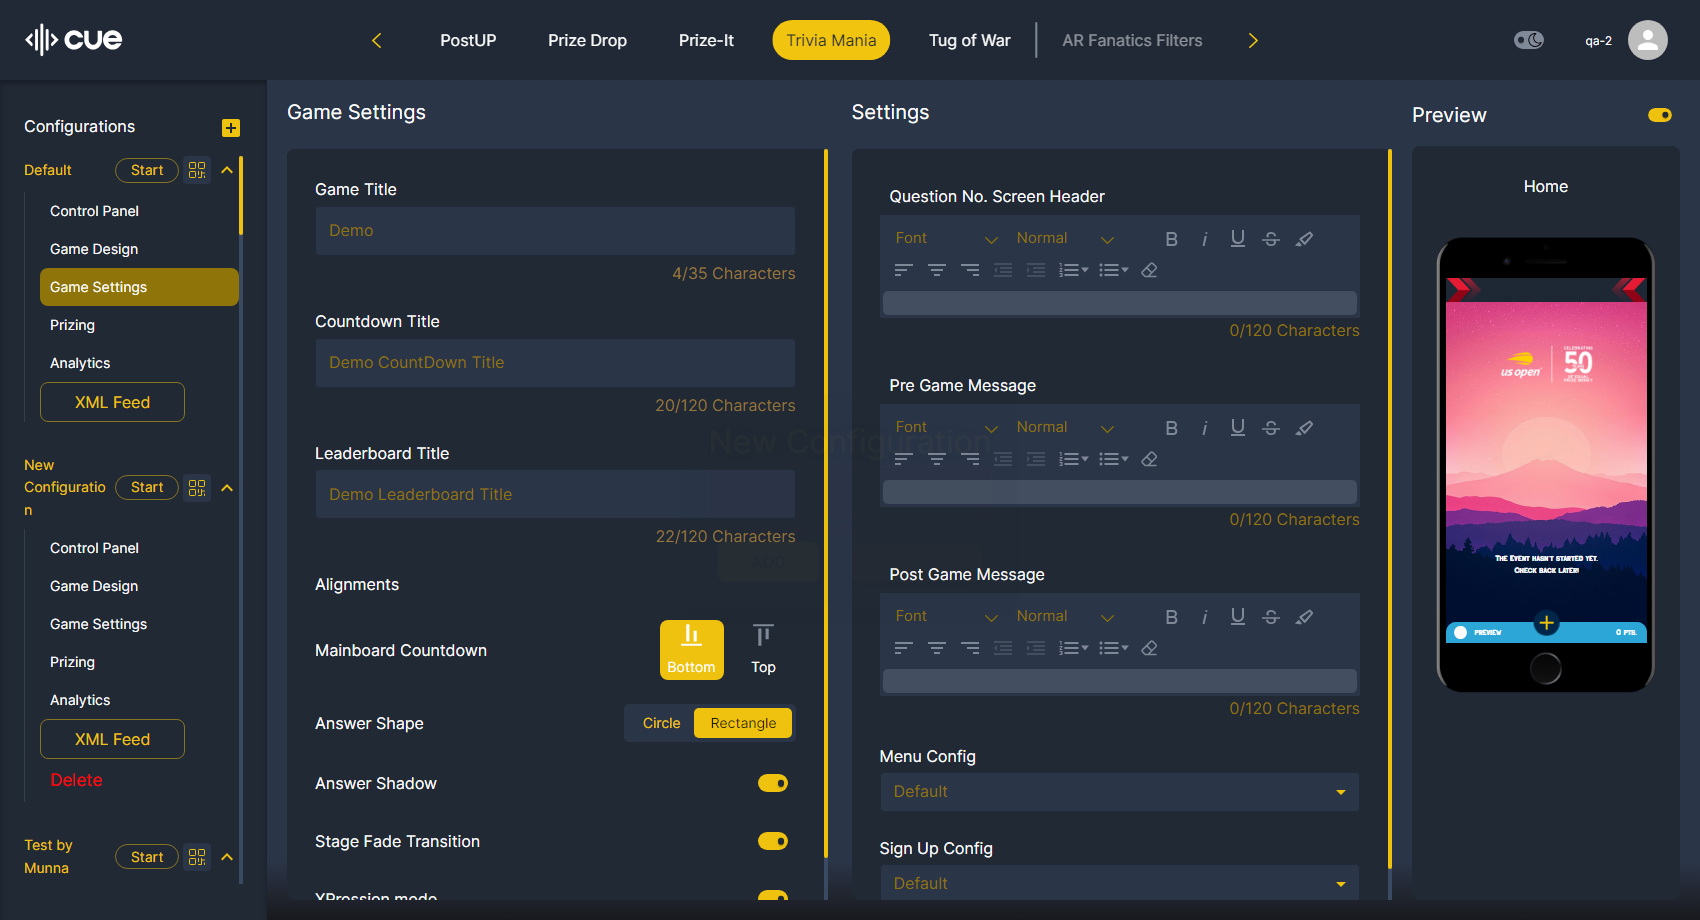 cue
PostUP
Prize Drop
Prize-It
Trivia Mania
Tug of War
AR Fanatics Filters
qa-2
Configurations
Default
Start
Control Panel
Game Design
Game Settings
Prizing
Analytics
XML Feed
New
Configuratio
n
Start
Control Panel
Game Design
Game Settings
Prizing
Analytics
XML Feed
Delete
Test by
Munna
Start
Game Settings
Game Title
Demo
4/35 Characters
Countdown Title
Demo CountDown Title
20/120 Characters
Leaderboard Title
Demo Leaderboard Title
22/120 Characters
Alignments
Mainboard Countdown
Bottom
Top
Answer Shape
Circle
Rectangle
Answer Shadow
Stage Fade Transition
XPression mode
New Configuration
Settings
Question No. Screen Header
Font
Normal
B i U S
0/120 Characters
Pre Game Message
Font
Normal
B i U S
0/120 Characters
Post Game Message
Font
Normal
B i U S
0/120 Characters
Menu Config
Default
Sign Up Config
Default
Preview
Home
us open
CELEBRATING
50
The Event hasn't started yet.
Check back later!
PREVIEW
0 PTS.